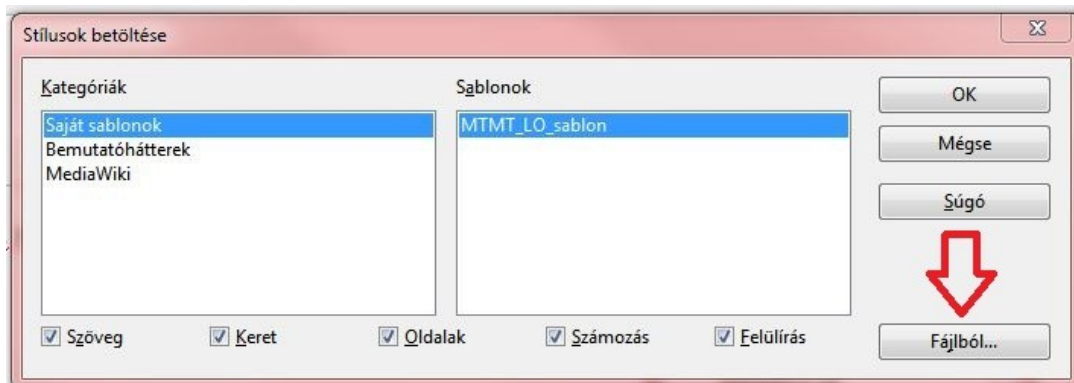 Stílusok betöltése
Kategóriák
Saját sablonok
Bemutatóhátterek
MediaWiki
Sablonok
MTMT_LO_sablon
OK
Mégse
Súgó
Szöveg
Keret
Oldalak
Számozás
Felülírás
Fájlból...